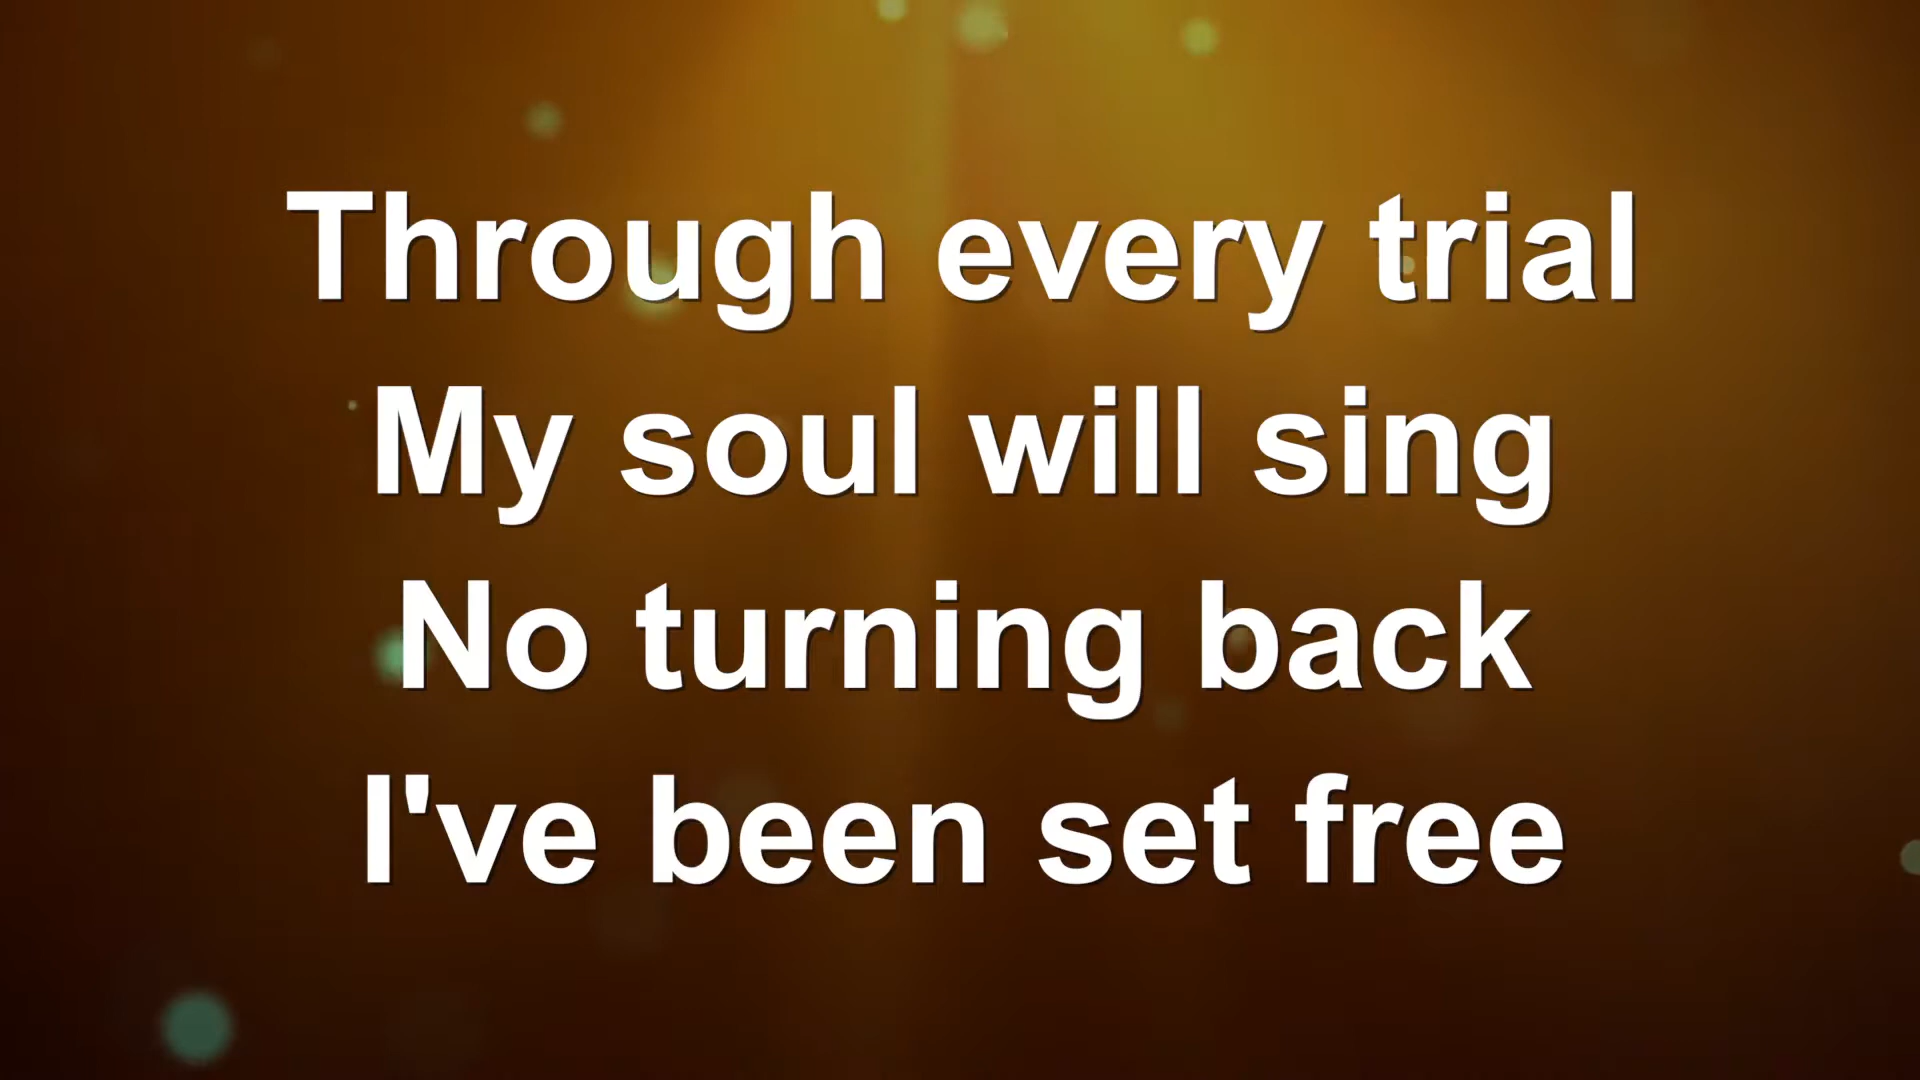 Through every trial
My soul will sing
No turning back
I've been set free